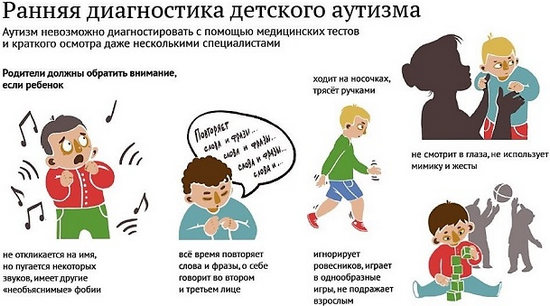 Ранняя диагностика детского аутизма
Аутизм невозможно диагностировать с помощью медицинских тестов
и краткого осмотра даже несколькими специалистами
Родители должны обратить внимание,
если ребенок
не откликается на имя,
но пугается некоторых
звуков, имеет другие
«необъяснимые» фобии
Повторяет
слова и фразы...
слова и фразы...
слова и фразы...
слова и...
всё время повторяет
слова и фразы, о себе
говорит во втором
и третьем лице
ходит на носочках,
трясёт ручками
не смотрит в глаза, не использует
мимику и жесты
игнорирует
ровесников, играет
в однообразные
игры, не подражает
взрослым